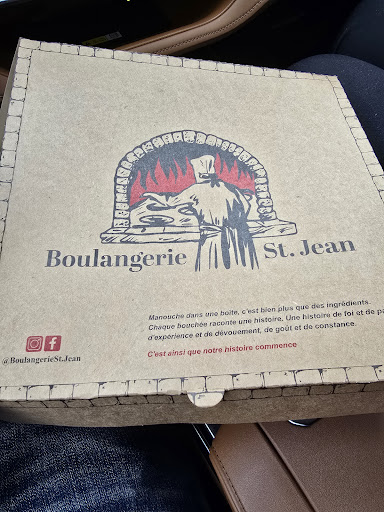 Boulangerie St. Jean
Manouche dans une boîte, c'est bien plus que des ingrédients.
Chaque bouchée raconte une histoire. Une histoire de foi et de pa
d'expérience et de dévouement, de goût et de constance.
C'est ainsi que notre histoire commence
@BoulangerieSt.Jean